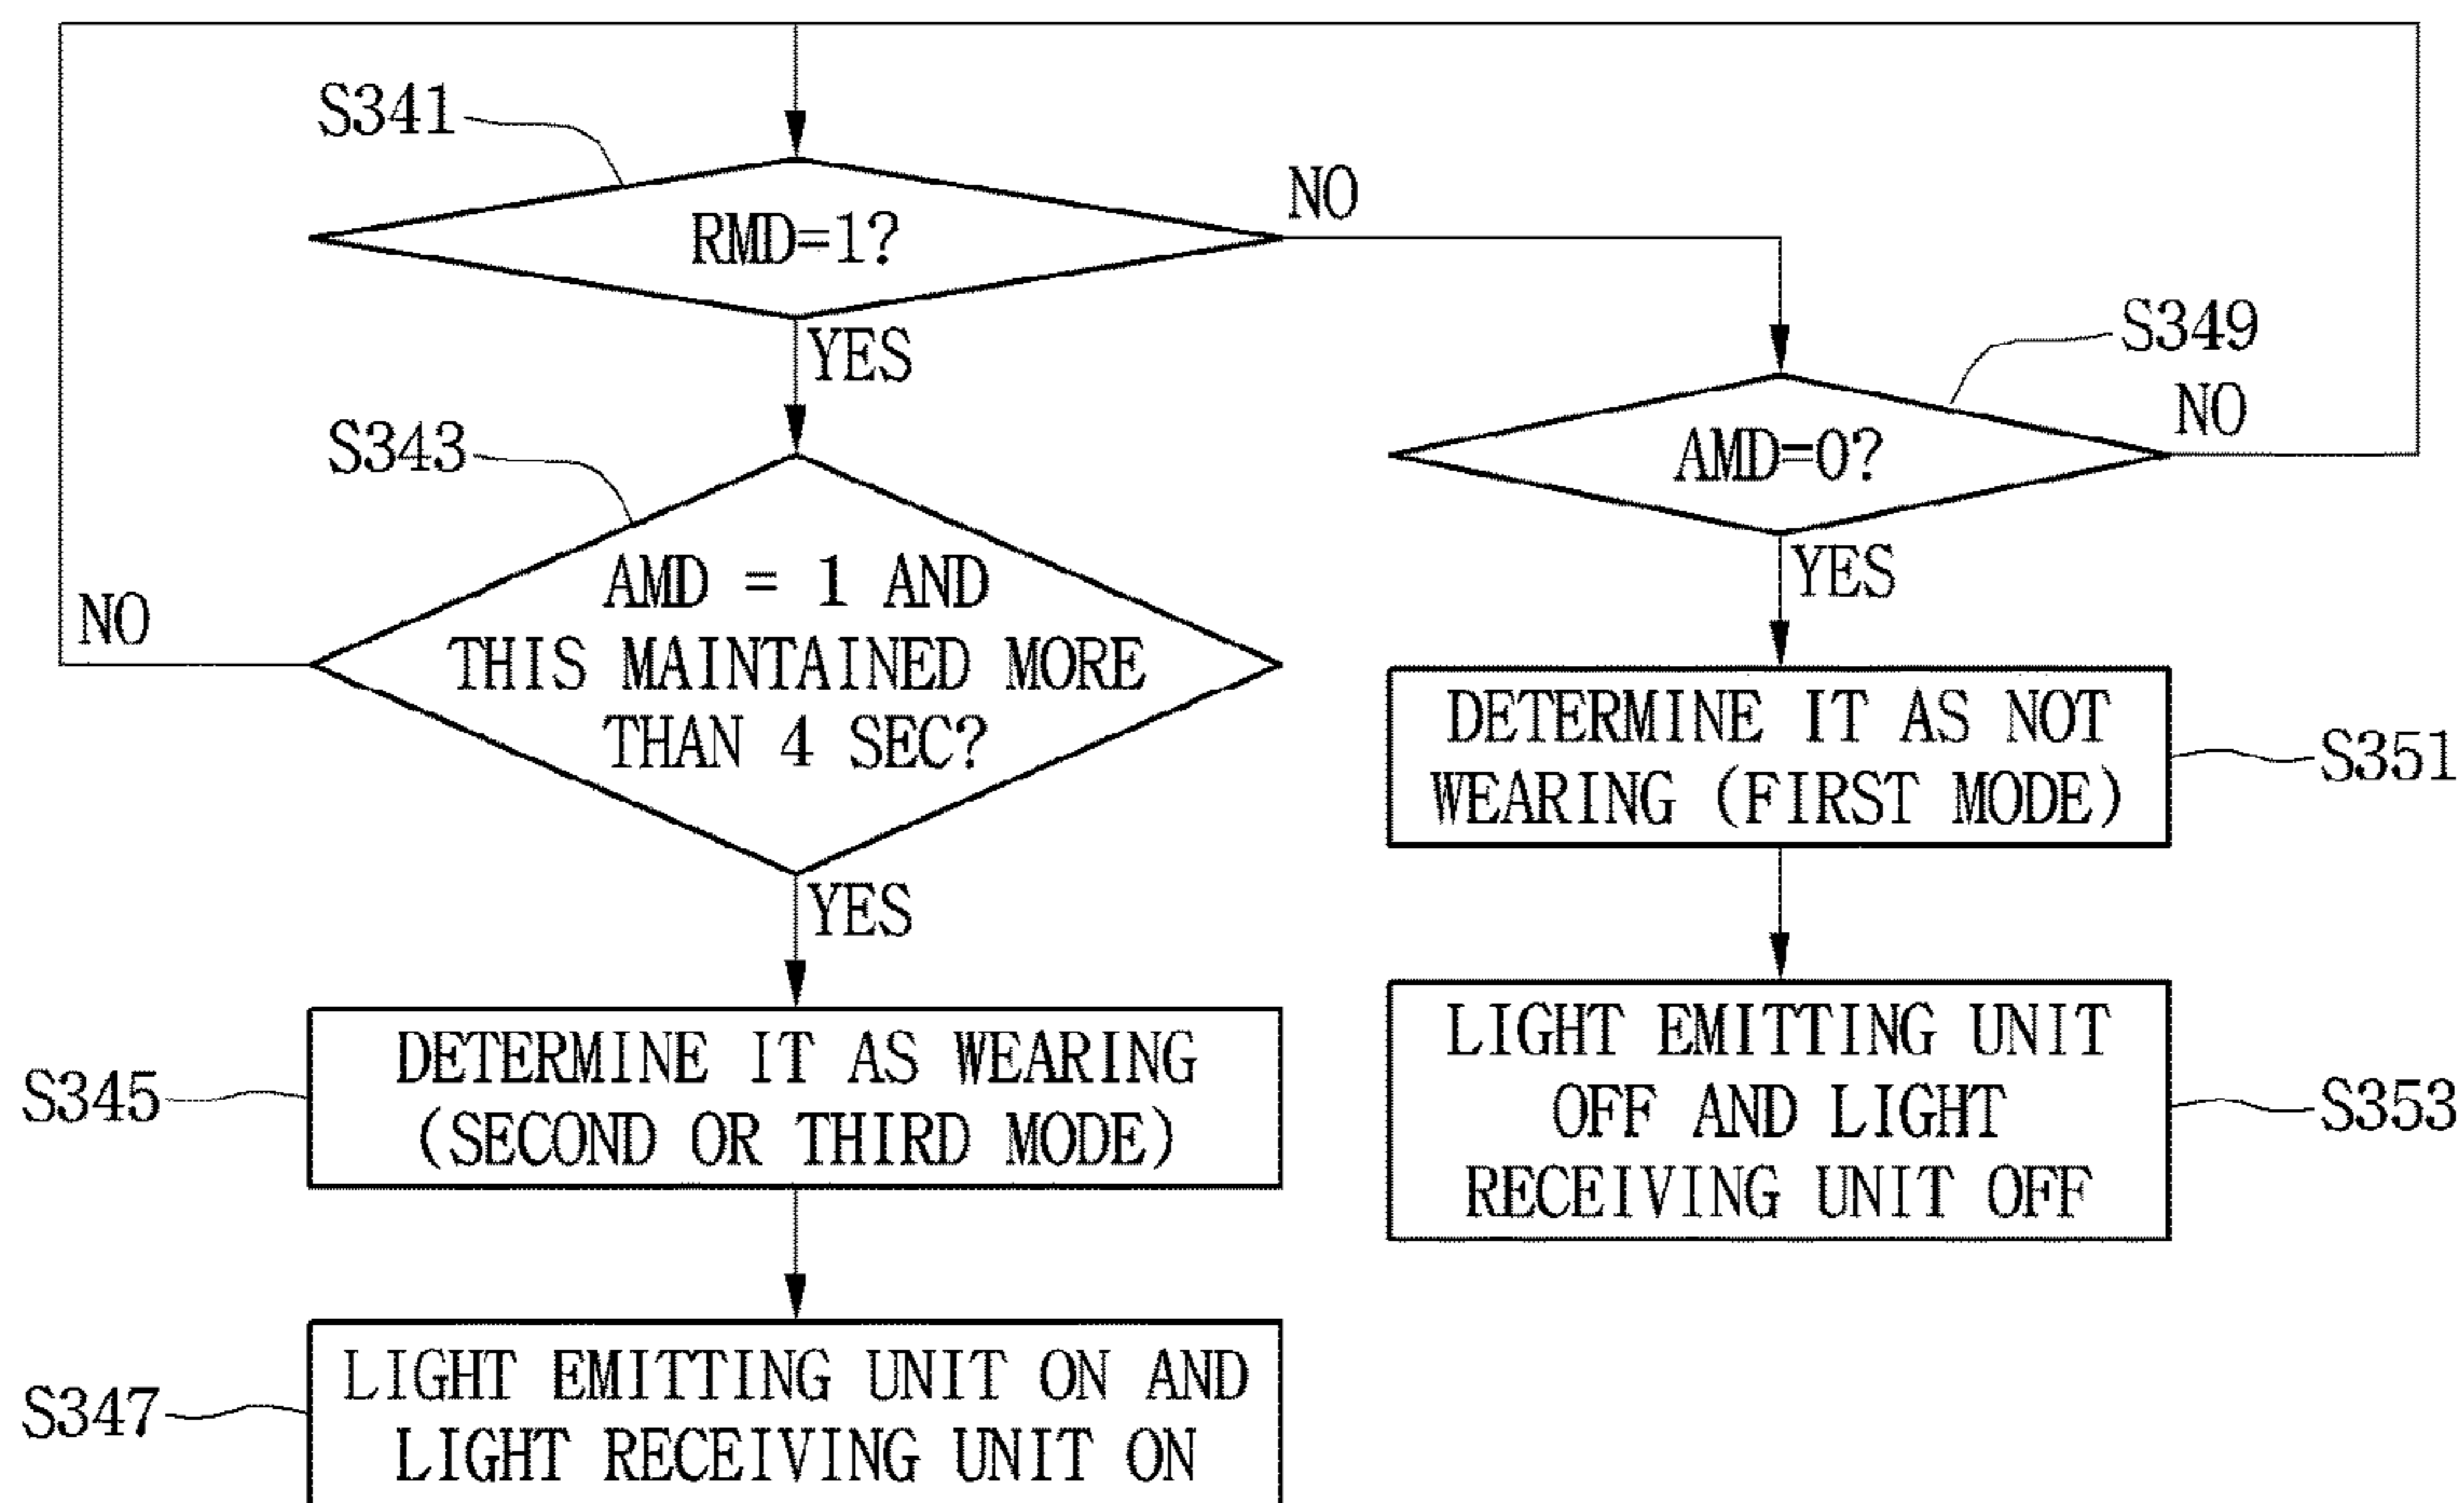 S341
RMD=1?
NO
YES
S349
AMD=0?
NO
YES
S343
AMD = 1 AND
THIS MAINTAINED MORE
THAN 4 SEC?
NO
YES
DETERMINE IT AS NOT
WEARING (FIRST MODE)
S351
S345
DETERMINE IT AS WEARING
(SECOND OR THIRD MODE)
LIGHT EMITTING UNIT
OFF AND LIGHT
RECEIVING UNIT OFF
S353
S347
LIGHT EMITTING UNIT ON AND
LIGHT RECEIVING UNIT ON